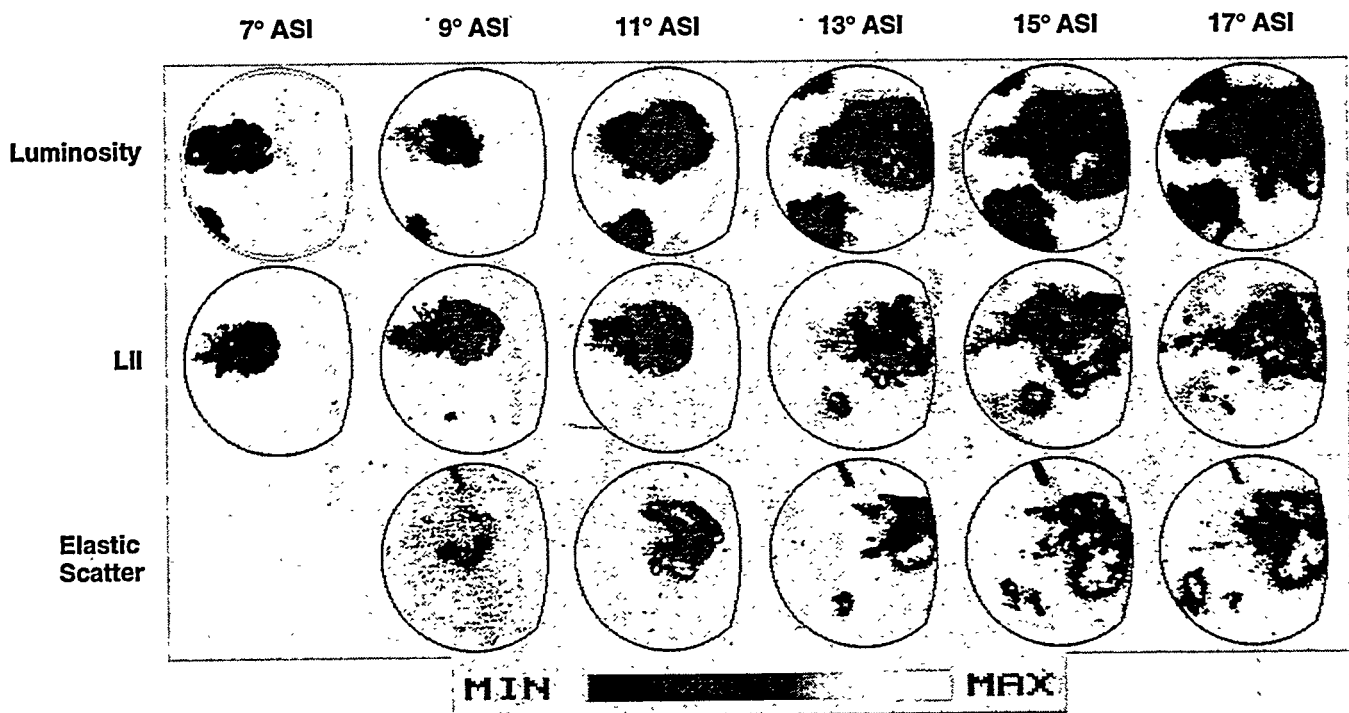 7° ASI 9° ASI 11° ASI 13° ASI 15° ASI 17° ASI
Luminosity
LII
Elastic
Scatter
MIN MAX